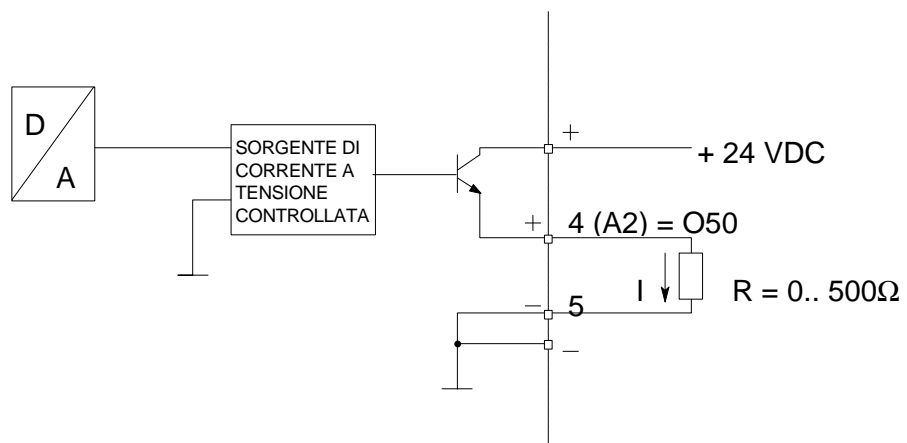 D
A
SORGENTE DI
CORRENTE A
TENSIONE
CONTROLLATA
+
+ 24 VDC
+
4 (A2) = O50
I
R = 0.. 500Ω
–
5
–